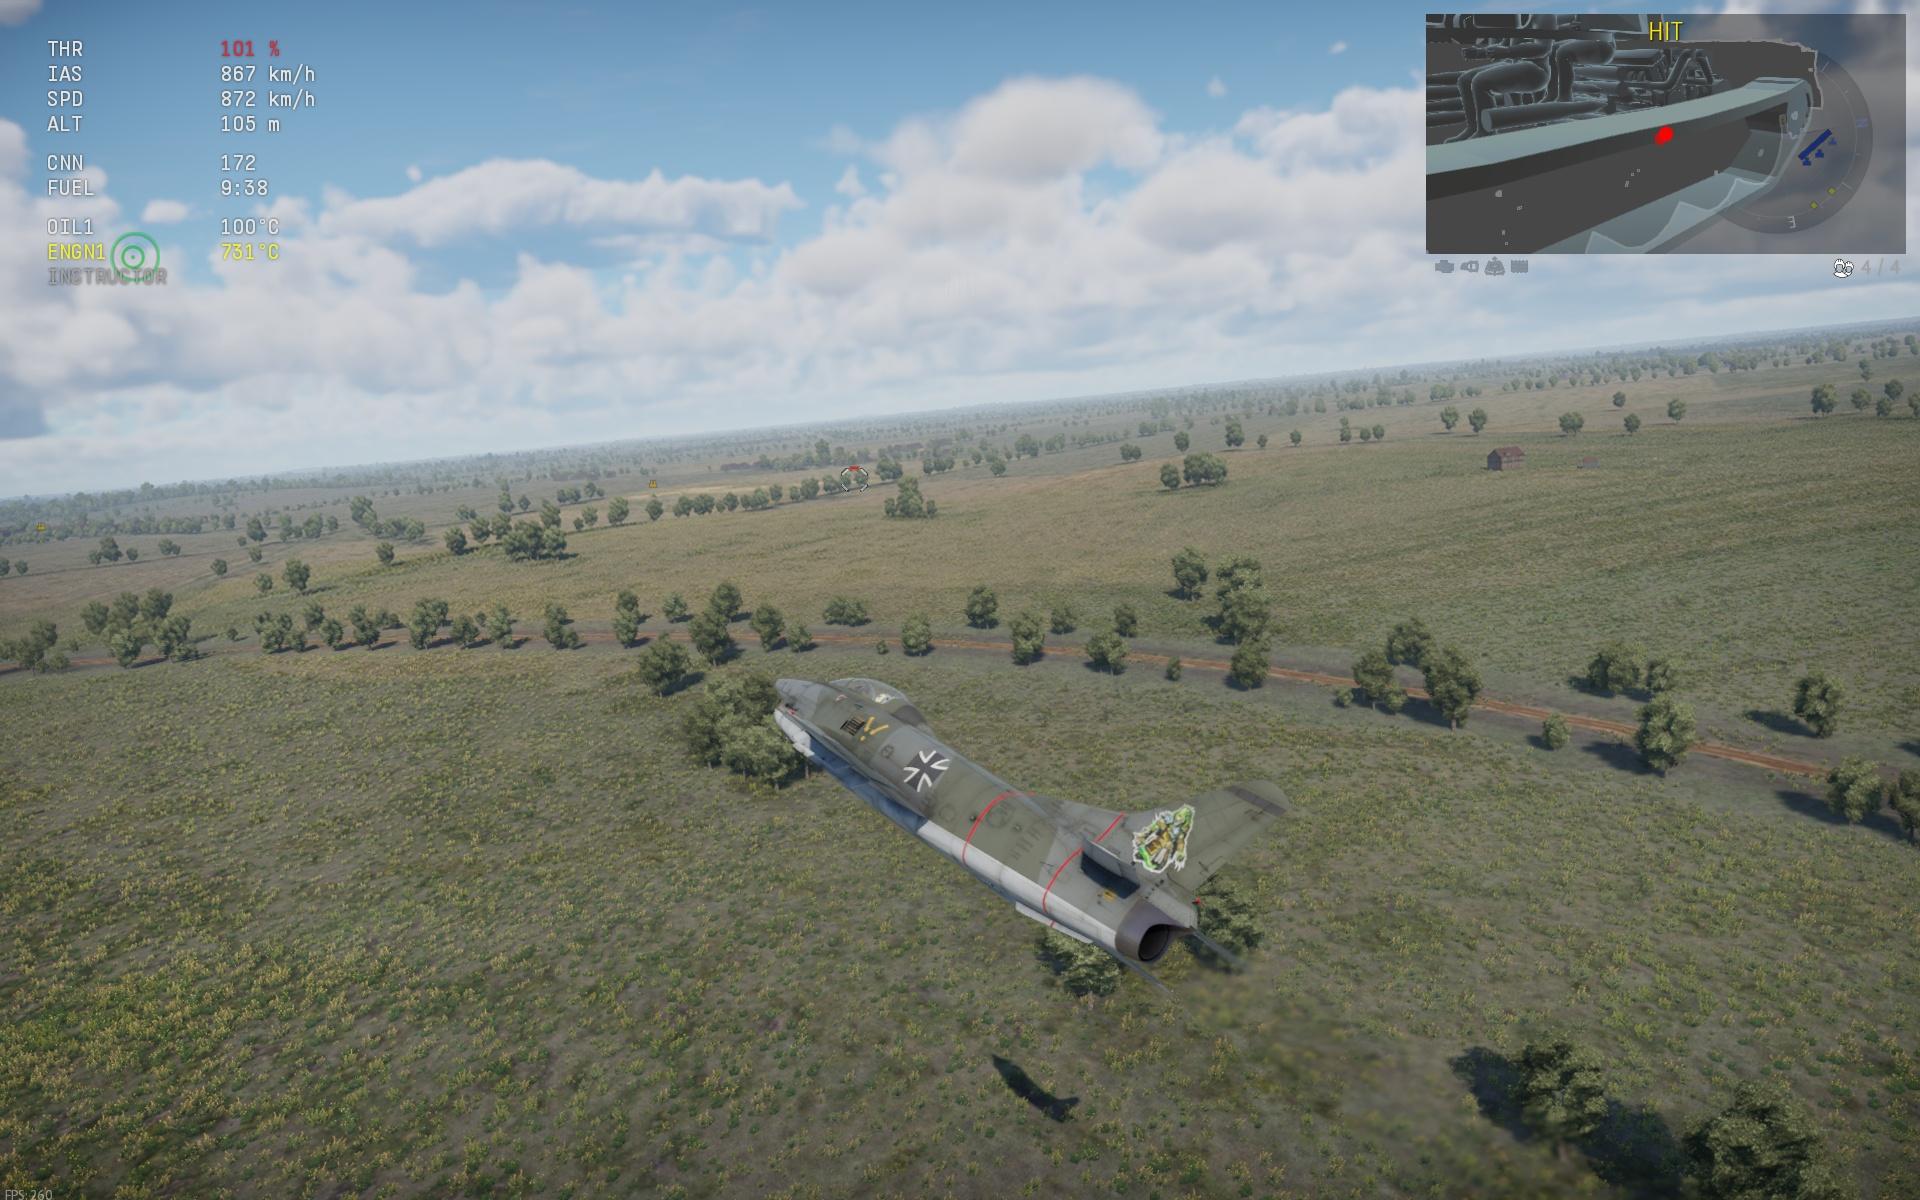 THR 101 %
IAS 867 km/h
SPD 872 km/h
ALT 105 m
CNN 172
FUEL 9:38
OIL1 100°C
ENGN1 731°C
INSTRUCTOR
HIT
E
4 / 4
FPS: 260